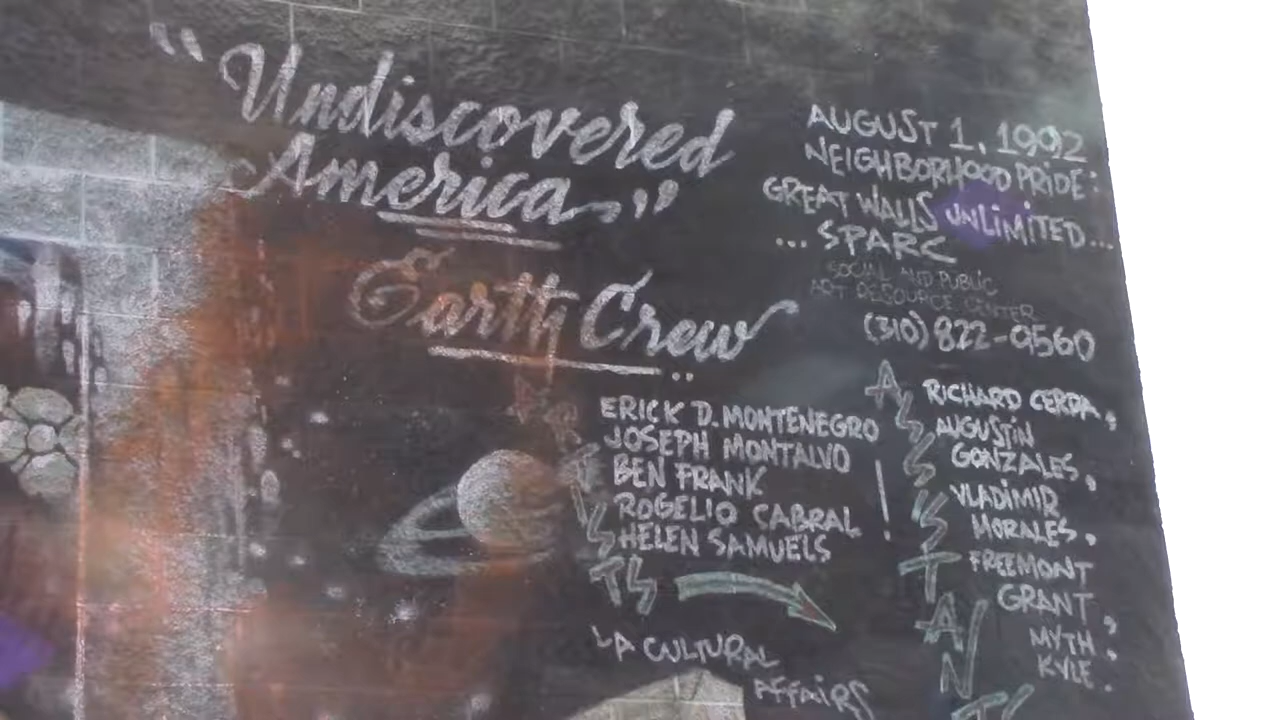 "Undiscovered
America"
Earth Crew
AUGUST 1, 1992
NEIGHBORHOOD PRIDE:
GREAT WALLS UNLIMITED...
... SPARC
SOCIAL AND PUBLIC
ART RESOURCE CENTER
(310) 822-9560
ARTISTS
ERICK D. MONTENEGRO
JOSEPH MONTALVO
BEN FRANK
ROGELIO CABRAL
HELEN SAMUELS
ASSISTANTS
RICHARD CERDA,
AUGUSTIN
GONZALES,
VLADIMIR
MORALES,
FREEMONT
GRANT,
MYTH,
KYLE.
LA CULTURAL
AFFAIRS